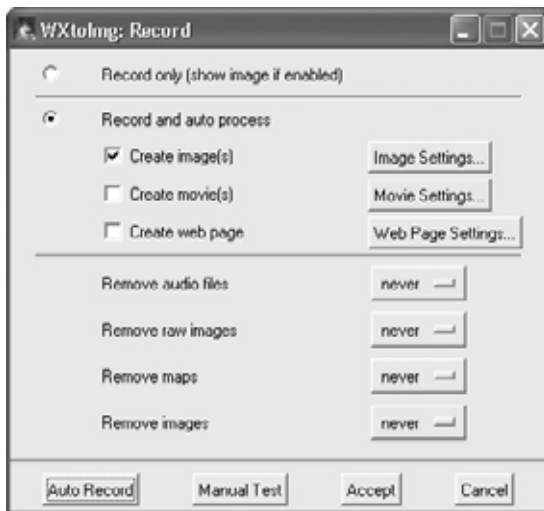 WXtoImg: Record
Record only (show image if enabled)
Record and auto process
Create image(s) Image Settings...
Create movie(s) Movie Settings...
Create web page Web Page Settings...
Remove audio files never
Remove raw images never
Remove maps never
Remove images never
Auto Record Manual Test Accept Cancel